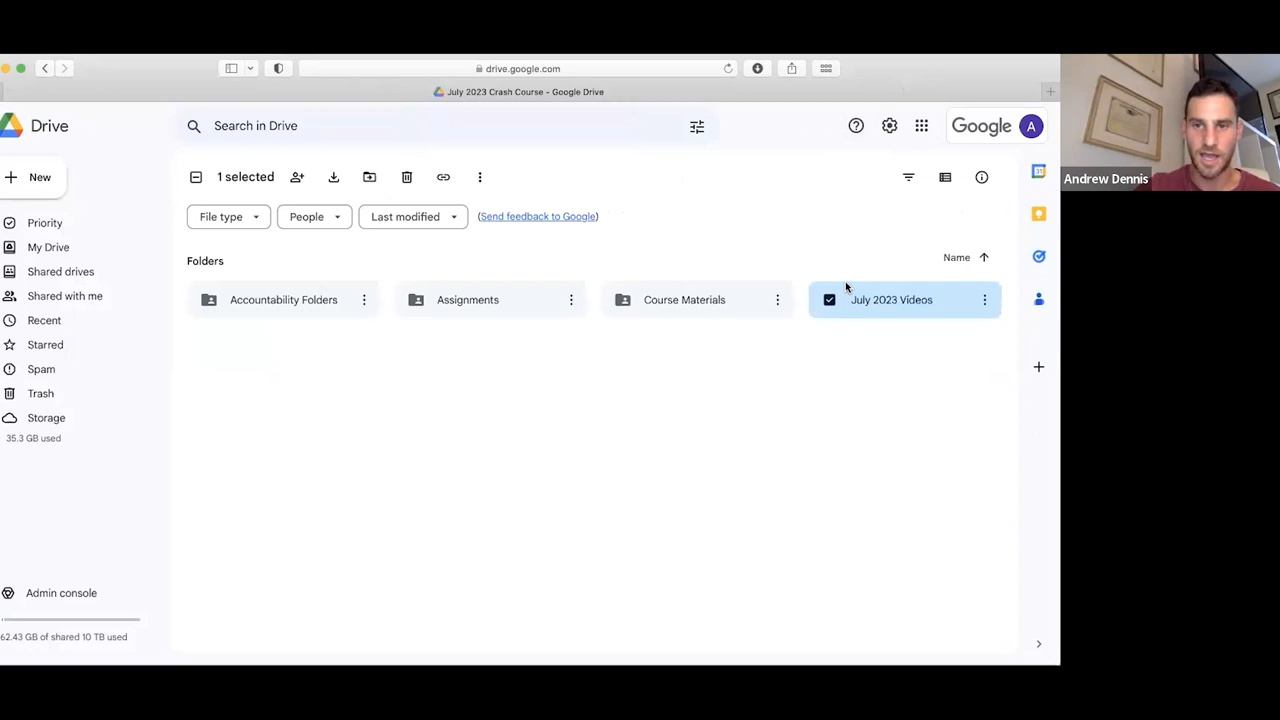 drive.google.com
July 2023 Crash Course - Google Drive
Drive
Search in Drive
Google
A
New
1 selected
File type
People
Last modified
(Send feedback to Google)
Priority
My Drive
Shared drives
Shared with me
Recent
Starred
Spam
Trash
Storage
35.3 GB used
Folders
Name
Accountability Folders
Assignments
Course Materials
July 2023 Videos
Admin console
62.43 GB of shared 10 TB used
31
Andrew Dennis